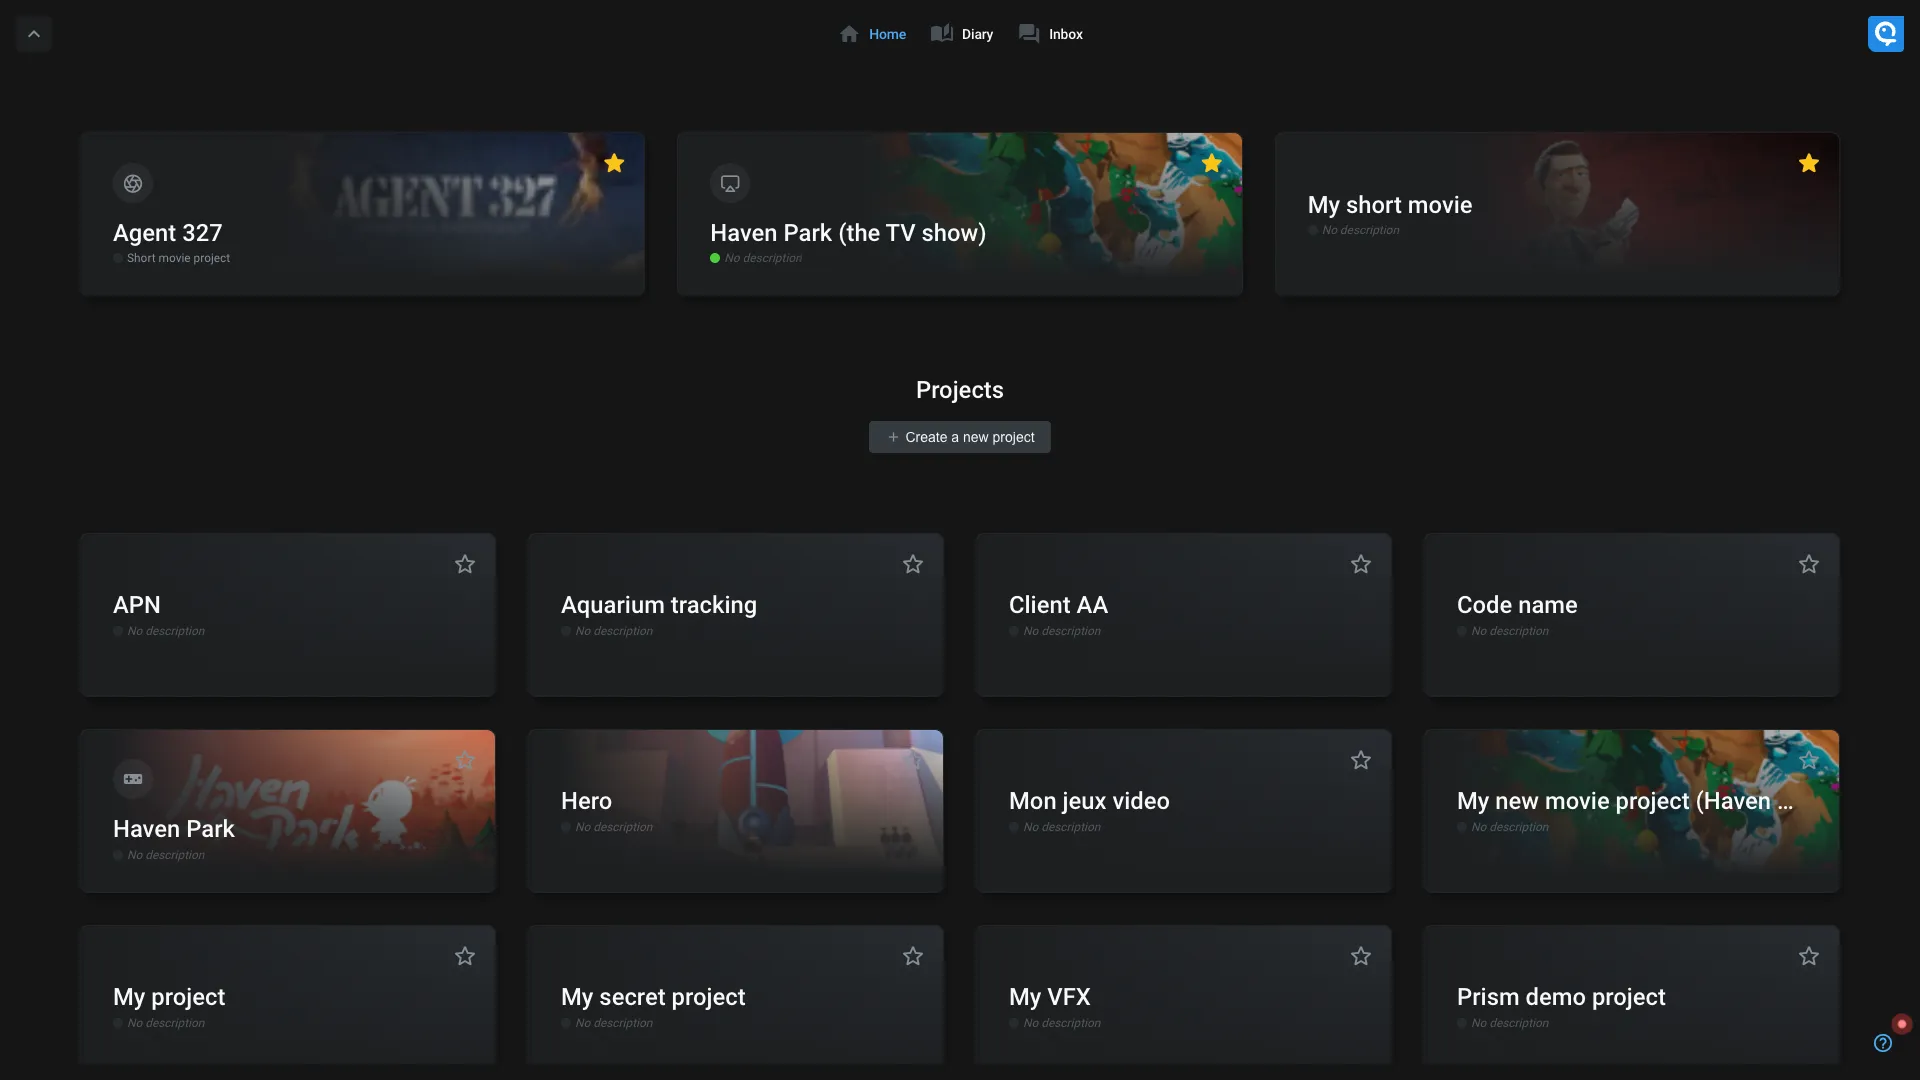 Home
Diary
Inbox
AGENT 327
Agent 327
Short movie project
Haven Park (the TV show)
No description
My short movie
No description
Projects
Create a new project
APN
No description
Aquarium tracking
No description
Client AA
No description
Code name
No description
Haven Park
Haven Park
No description
Hero
No description
Mon jeux video
No description
My new movie project (Haven ...
No description
My project
No description
My secret project
No description
My VFX
No description
Prism demo project
No description